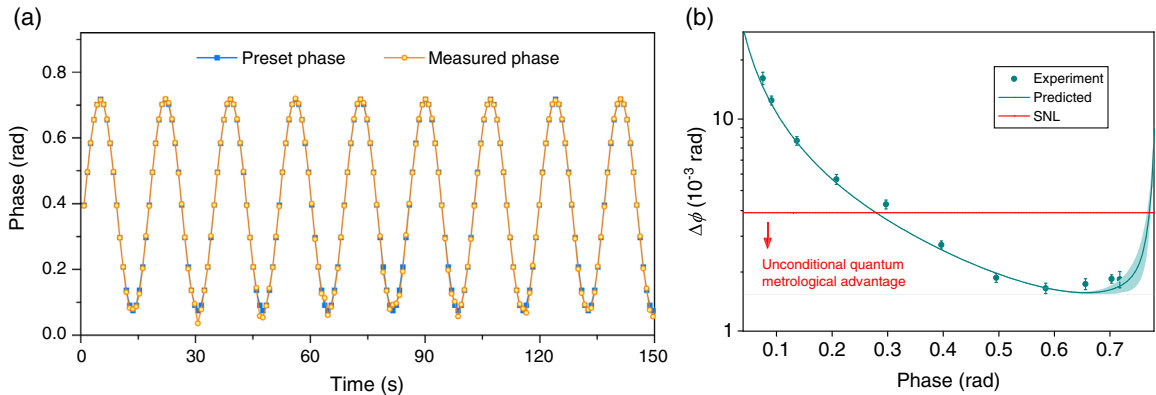 (a)
Preset phase
Measured phase
Phase (rad)
0.8
0.6
0.4
0.2
0.0
0
30
60
90
120
150
Time (s)
(b)
Experiment
Predicted
SNL
Δϕ (10⁻³ rad)
10
1
Unconditional quantum
metrological advantage
0.1
0.2
0.3
0.4
0.5
0.6
0.7
Phase (rad)